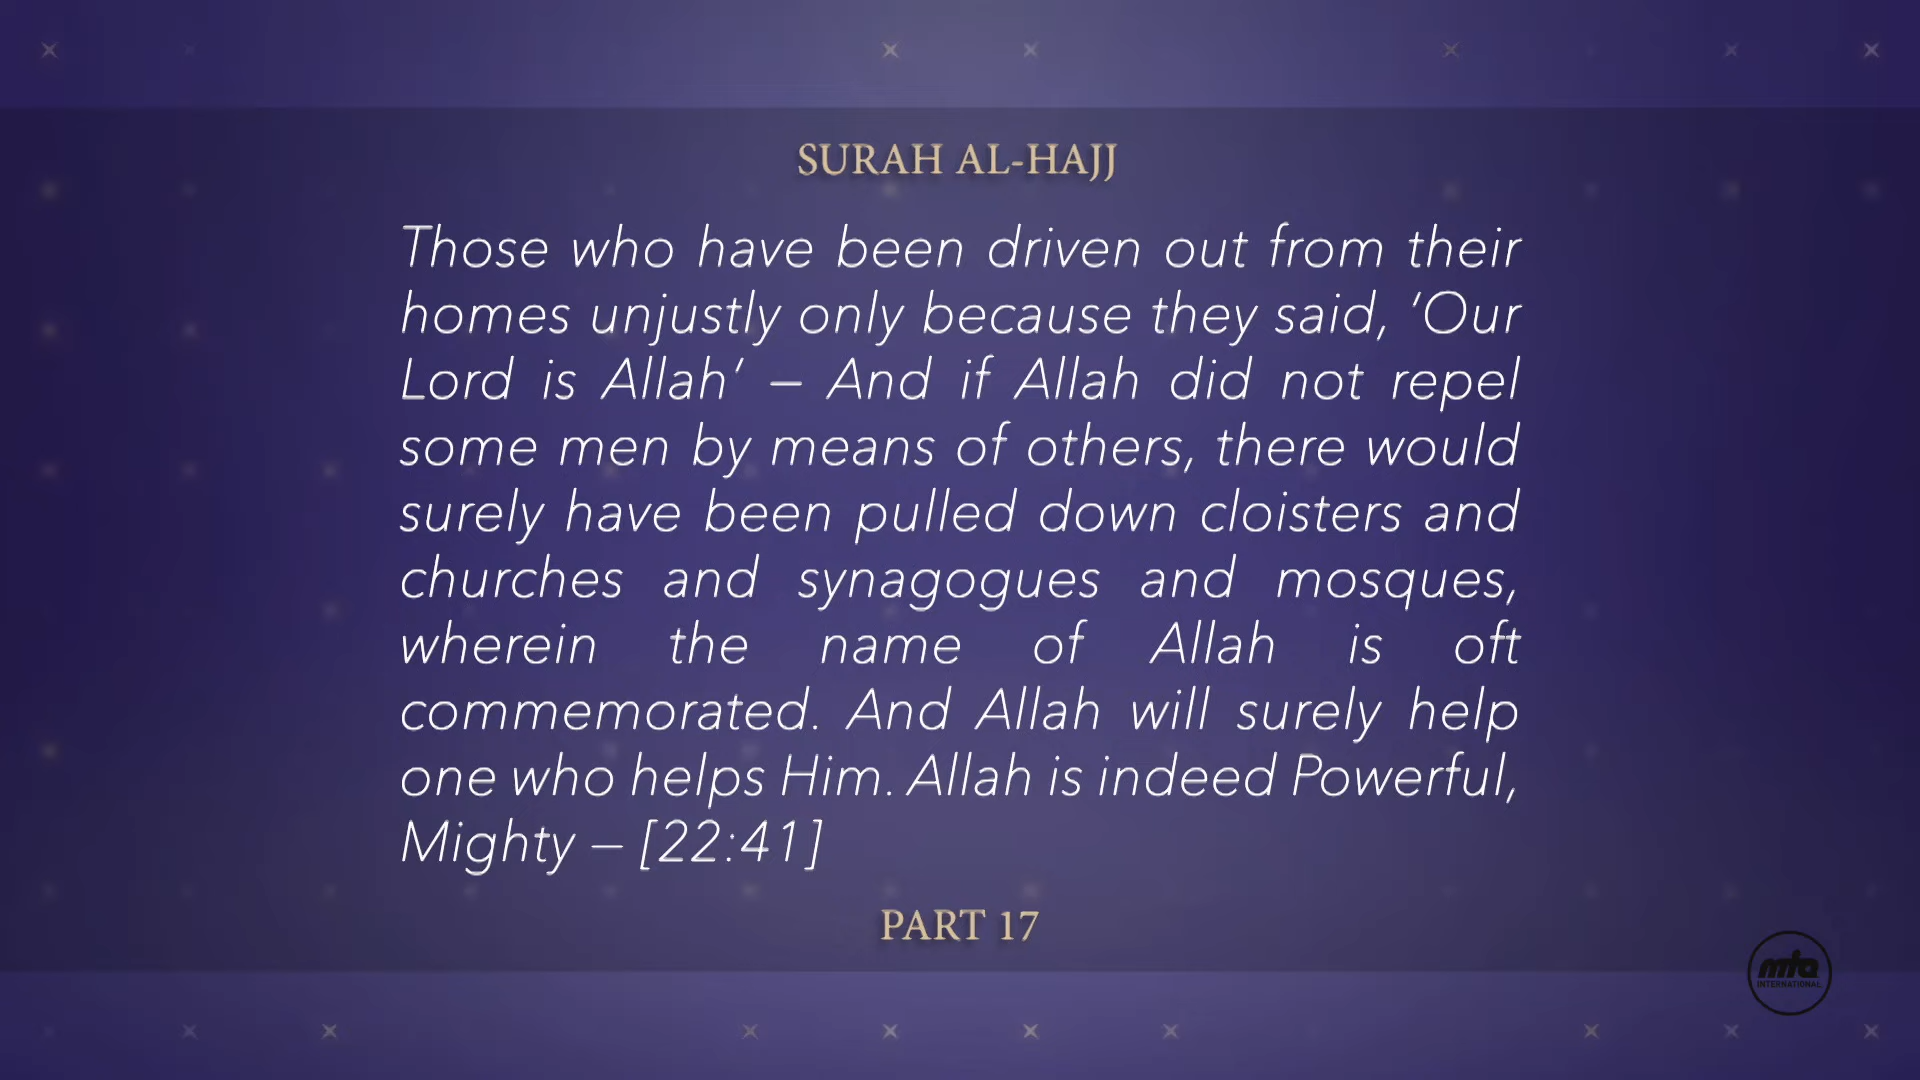 SURAH AL-HAJJ
Those who have been driven out from their
homes unjustly only because they said, ‘Our
Lord is Allah’ – And if Allah did not repel
some men by means of others, there would
surely have been pulled down cloisters and
churches and synagogues and mosques,
wherein the name of Allah is oft
commemorated. And Allah will surely help
one who helps Him. Allah is indeed Powerful,
Mighty – [22:41]
PART 17
mta
INTERNATIONAL